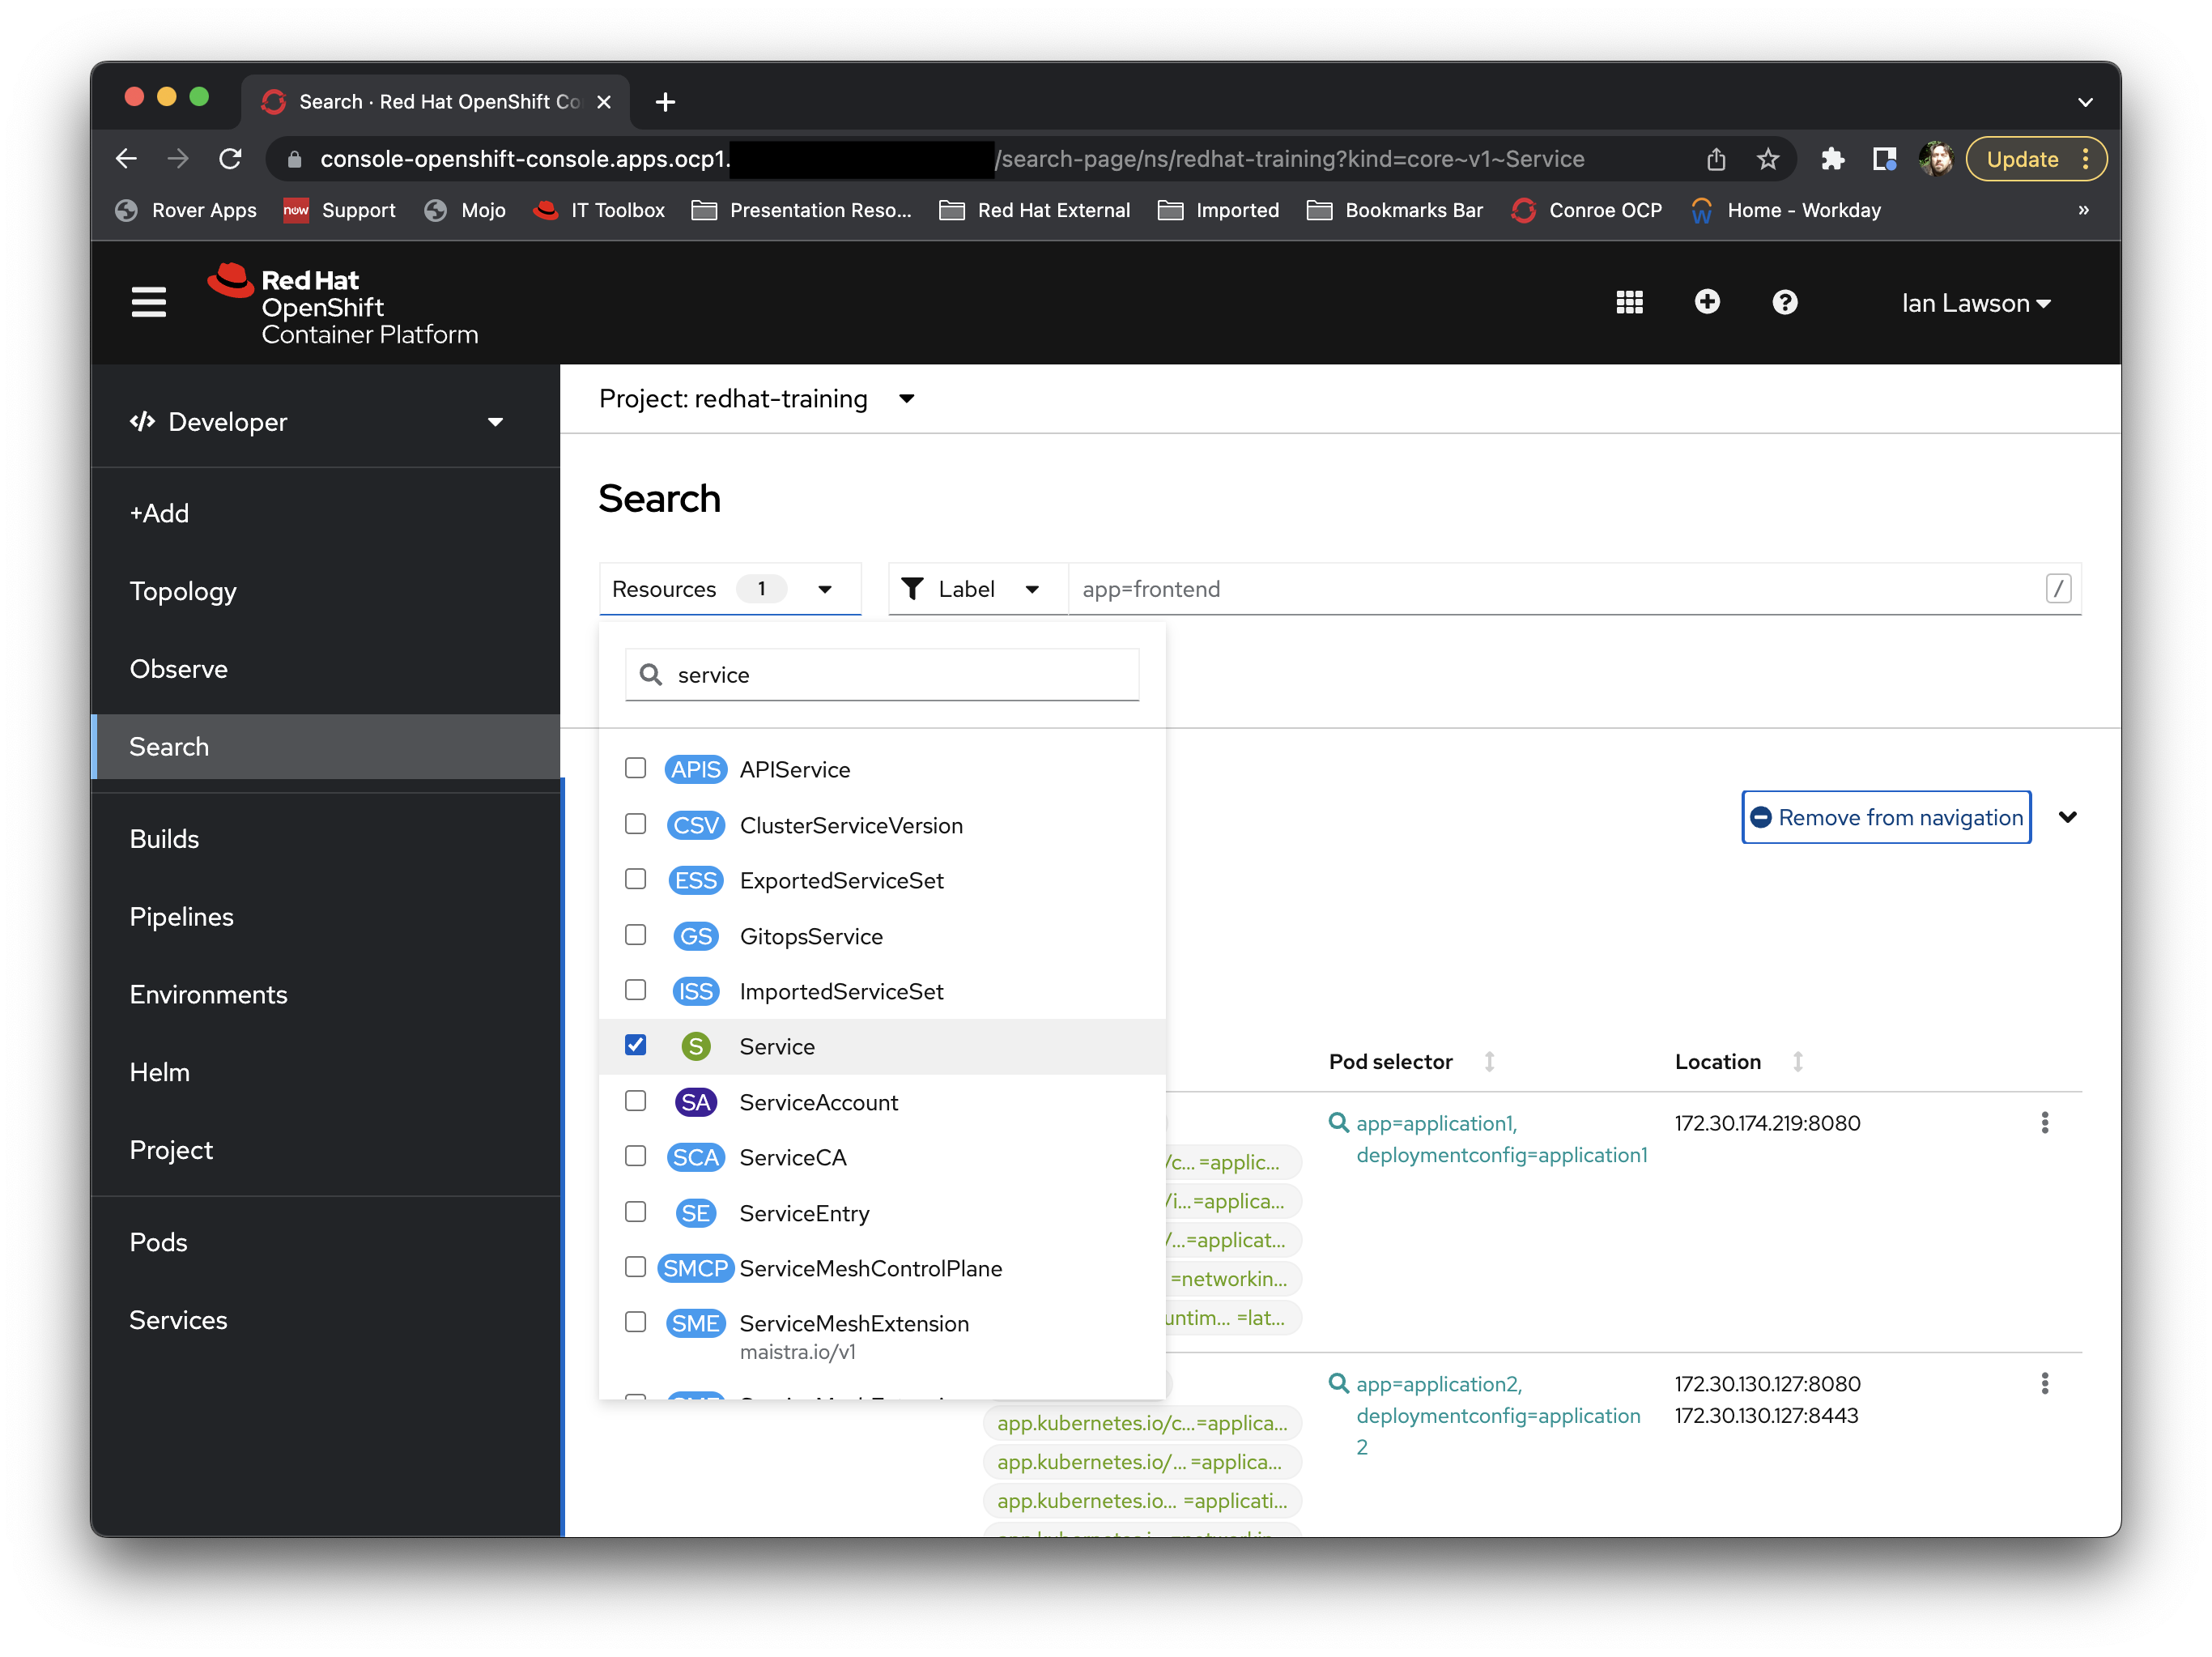 Search · Red Hat OpenShift Co
console-openshift-console.apps.ocp1.
/search-page/ns/redhat-training?kind=core~v1~Service
Update
Rover Apps
now
Support
Mojo
IT Toolbox
Presentation Reso...
Red Hat External
Imported
Bookmarks Bar
Conroe OCP
Home - Workday
»
Red Hat
OpenShift
Container Platform
Ian Lawson
Developer
+Add
Topology
Observe
Search
Builds
Pipelines
Environments
Helm
Project
Pods
Services
Project: redhat-training
Search
Resources 1
Label
app=frontend
/
service
APIS APIService
CSV ClusterServiceVersion
ESS ExportedServiceSet
GS GitopsService
ISS ImportedServiceSet
S Service
SA ServiceAccount
SCA ServiceCA
SE ServiceEntry
SMCP ServiceMeshControlPlane
SME ServiceMeshExtension
maistra.io/v1
Remove from navigation
Pod selector
Location
/c... =applic...
/i...=applica...
/...=applicat...
=networkin...
untim... =lat...
app=application1,
deploymentconfig=application1
172.30.174.219:8080
app.kubernetes.io/c...=applica...
app.kubernetes.io/... =applica...
app.kubernetes.io... =applicati...
app=application2,
deploymentconfig=application
2
172.30.130.127:8080
172.30.130.127:8443